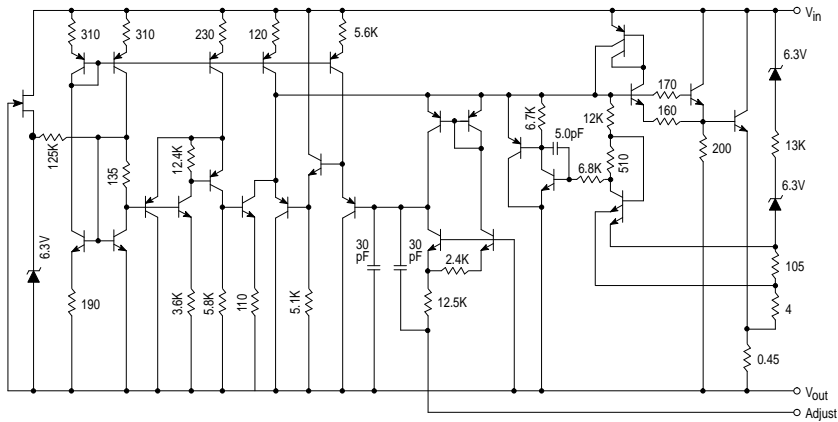 Vin
310
310
230
120
5.6K
6.3V
170
160
6.7K
12K
5.0pF
200
13K
125K
12.4K
135
510
6.8K
6.3V
6.3V
30
pF
30
pF
2.4K
105
4
190
3.6K
5.8K
110
5.1K
12.5K
0.45
Vout
Adjust